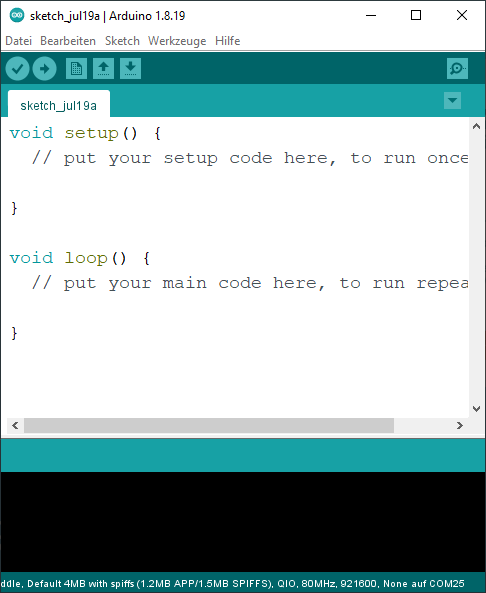 sketch_jul19a | Arduino 1.8.19
Datei Bearbeiten Sketch Werkzeuge Hilfe
sketch_jul19a
void setup() {
// put your setup code here, to run once
}
void loop() {
// put your main code here, to run repea
}
ddle, Default 4MB with spiffs (1.2MB APP/1.5MB SPIFFS), QIO, 80MHz, 921600, None auf COM25